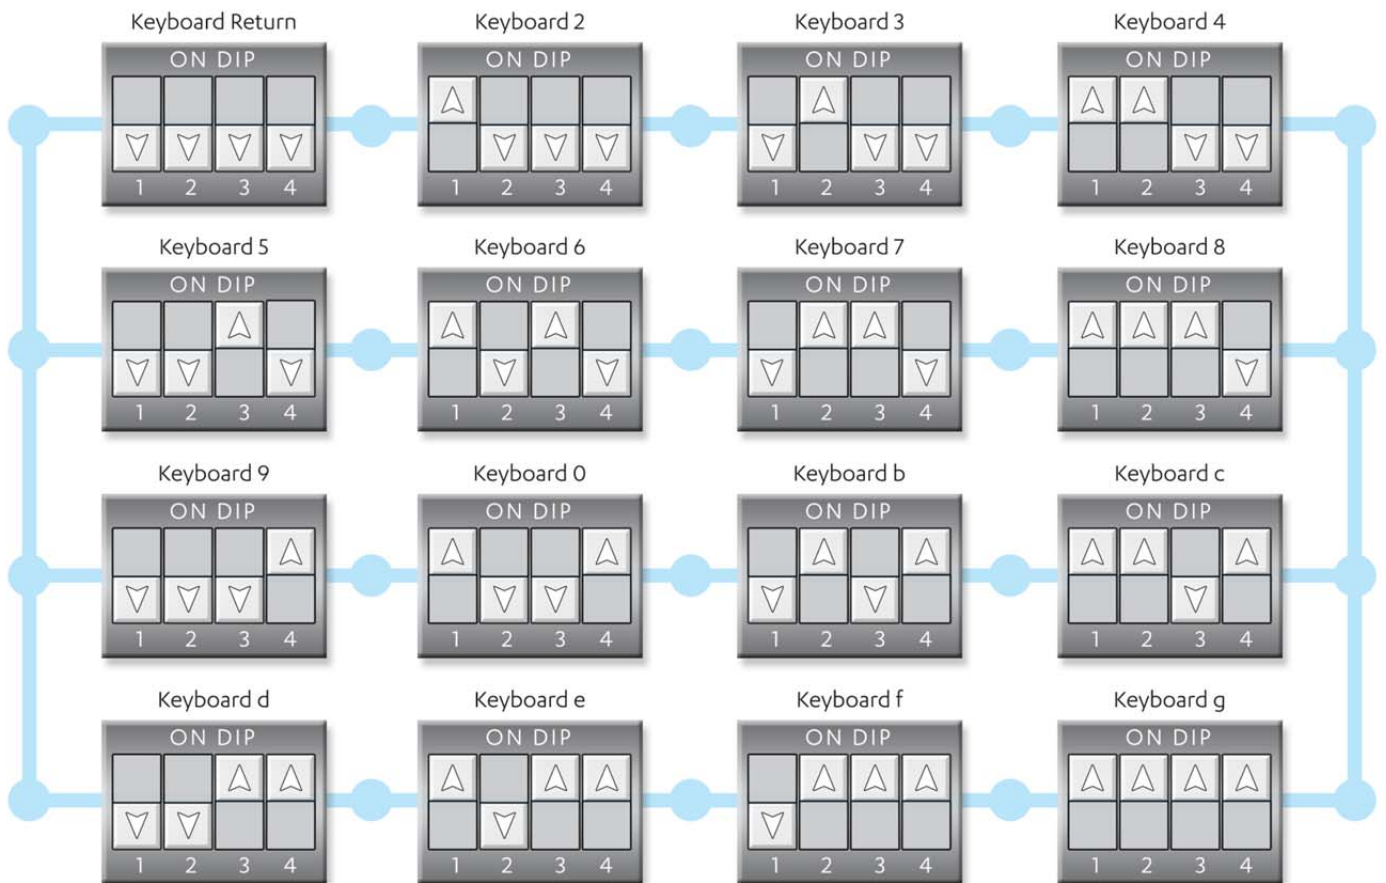 Keyboard Return Keyboard 2 Keyboard 3 Keyboard 4
ON DIP ON DIP ON DIP ON DIP
1 2 3 4 1 2 3 4 1 2 3 4 1 2 3 4
Keyboard 5 Keyboard 6 Keyboard 7 Keyboard 8
ON DIP ON DIP ON DIP ON DIP
1 2 3 4 1 2 3 4 1 2 3 4 1 2 3 4
Keyboard 9 Keyboard 0 Keyboard b Keyboard c
ON DIP ON DIP ON DIP ON DIP
1 2 3 4 1 2 3 4 1 2 3 4 1 2 3 4
Keyboard d Keyboard e Keyboard f Keyboard g
ON DIP ON DIP ON DIP ON DIP
1 2 3 4 1 2 3 4 1 2 3 4 1 2 3 4